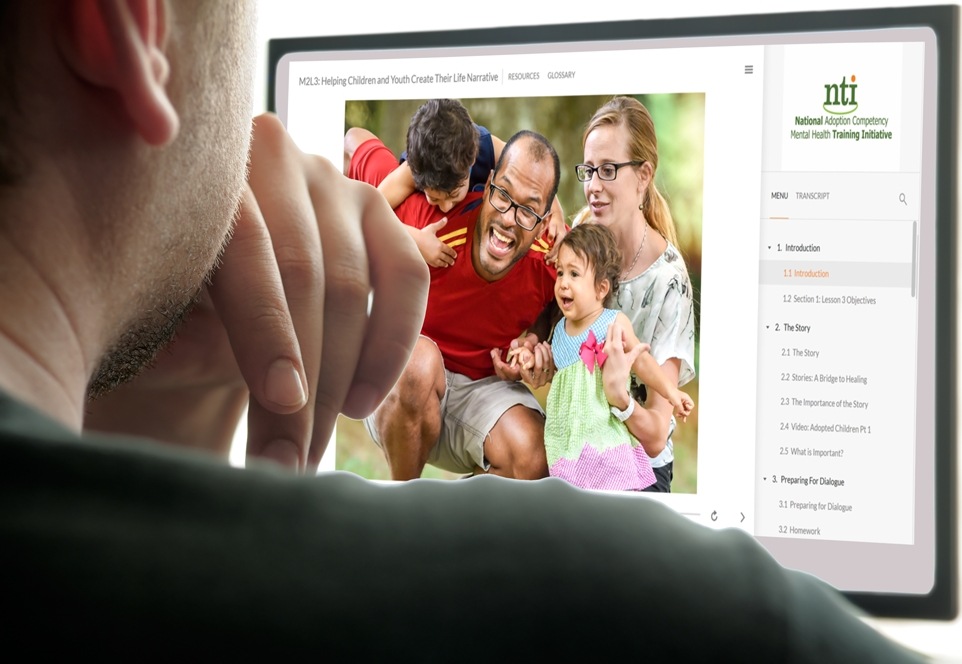 M2L3: Helping Children and Youth Create Their Life Narrative
RESOURCES
GLOSSARY
nti
National Adoption Competency
Mental Health Training Initiative
MENU
TRANSCRIPT
1. Introduction
1.1 Introduction
1.2 Section 1: Lesson 3 Objectives
2. The Story
2.1 The Story
2.2 Stories: A Bridge to Healing
2.3 The Importance of the Story
2.4 Video: Adopted Children Pt 1
2.5 What is Important?
3. Preparing For Dialogue
3.1 Preparing for Dialogue
3.2 Homework